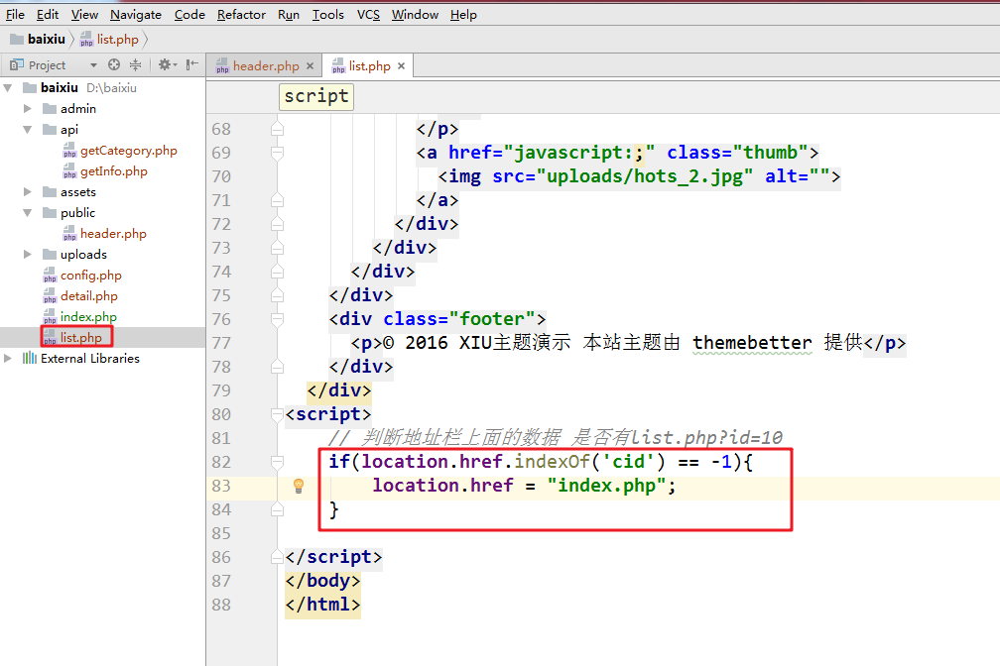 File Edit View Navigate Code Refactor Run Tools VCS Window Help
baixiu list.php
Project
header.php × list.php ×
baixiu D:\baixiu
admin
api
getCategory.php
getInfo.php
assets
public
header.php
uploads
config.php
detail.php
index.php
list.php
External Libraries
script
68 </p>
69 <a href="javascript:;" class="thumb">
70 <img src="uploads/hots_2.jpg" alt="">
71 </a>
72 </div>
73 </div>
74 </div>
75 </div>
76 <div class="footer">
77 <p>© 2016 XIU主题演示 本站主题由 themebetter 提供</p>
78 </div>
79 </div>
80 <script>
81 // 判断地址栏上面的数据 是否有list.php?id=10
82 if(location.href.indexOf('cid') == -1){
83 location.href = "index.php";
84 }
85
86 </script>
87 </body>
88 </html>